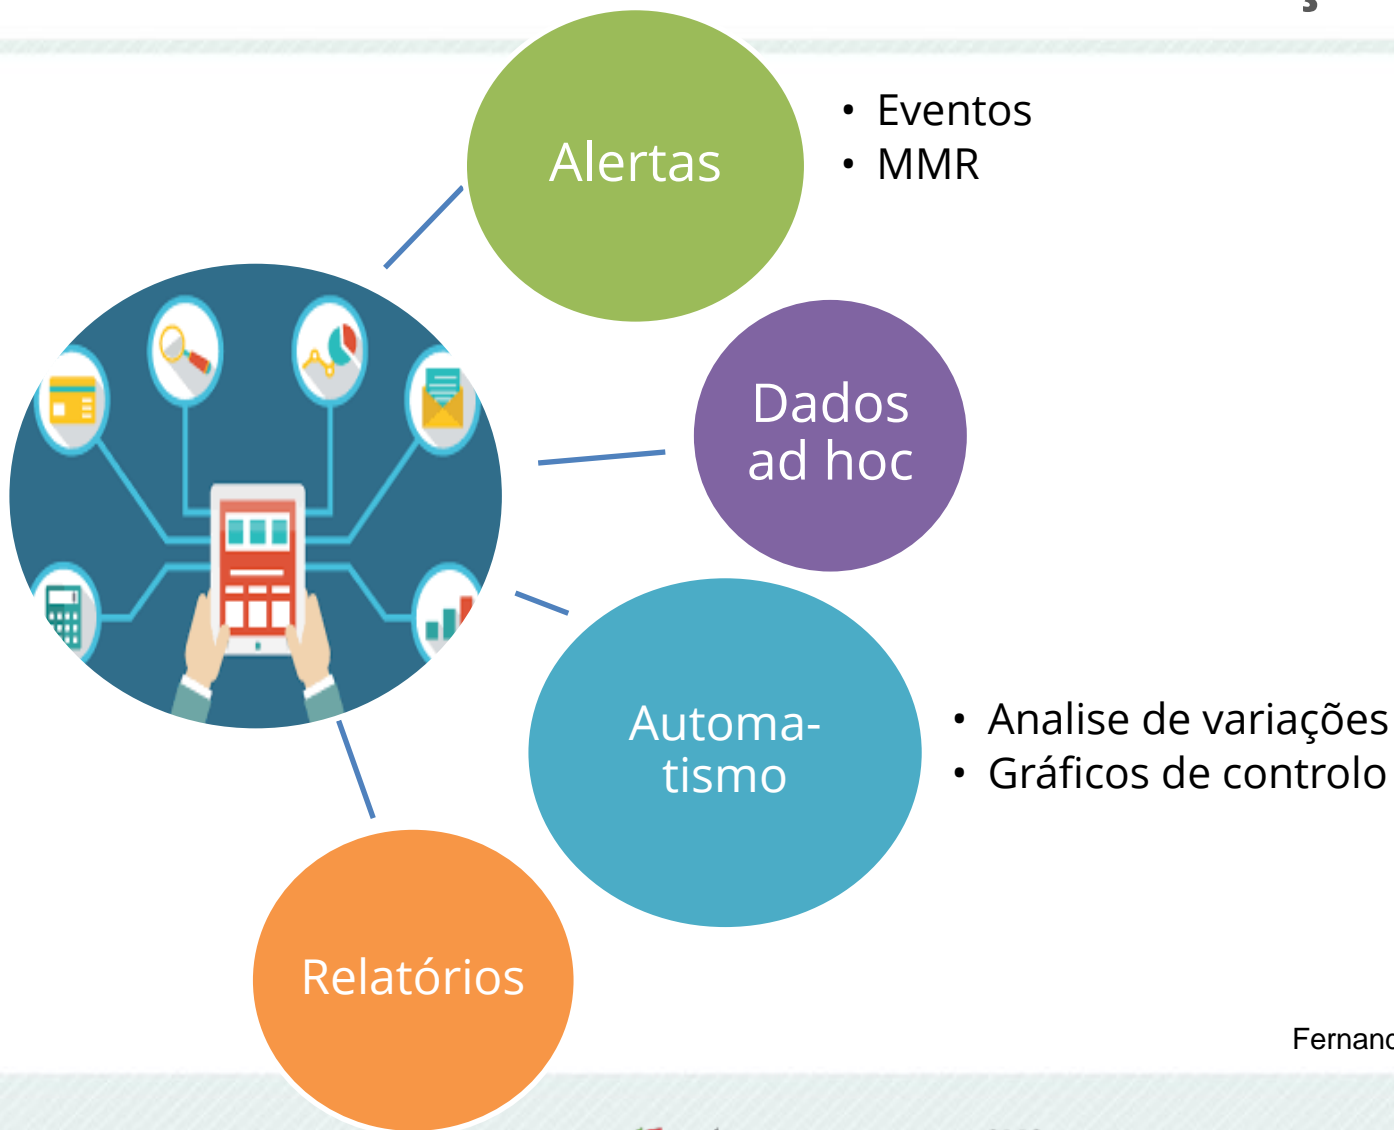 Alertas
• Eventos
• MMR
Dados
ad hoc
Automa-
tismo
• Analise de variações
• Gráficos de controlo
Relatórios